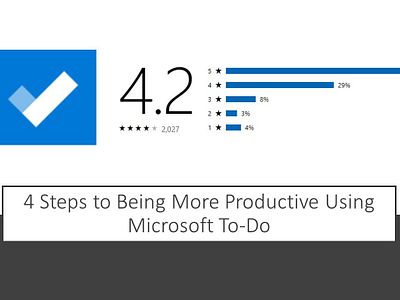 4.2
2,027
5 ★
4 ★ 29%
3 ★ 8%
2 ★ 3%
1 ★ 4%
4 Steps to Being More Productive Using
Microsoft To-Do